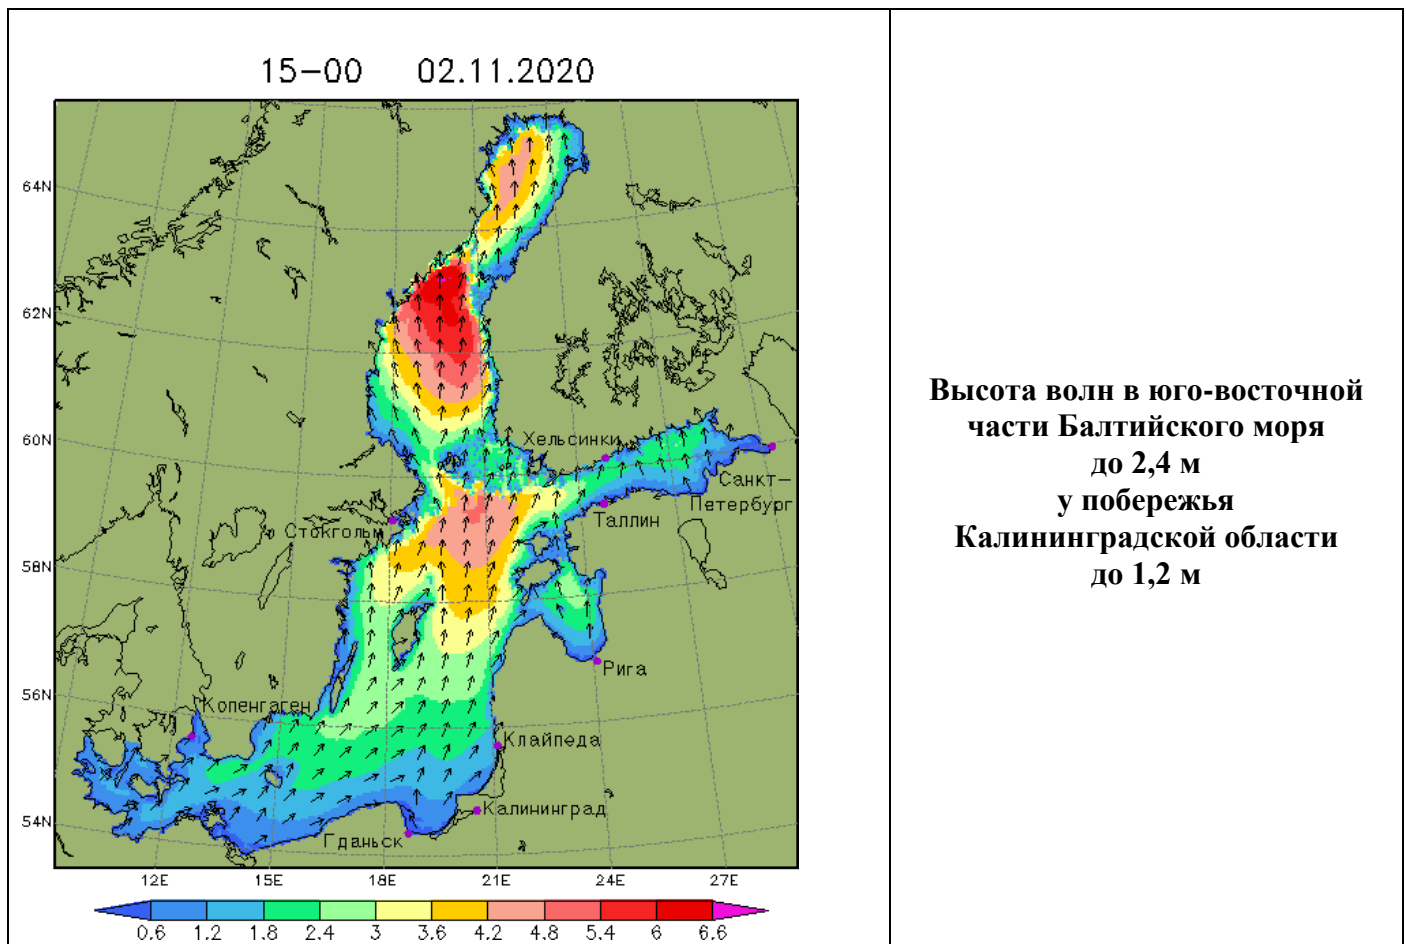 15-00 02.11.2020
64N
62N
60N
58N
56N
54N
Хельсинки
Санкт-
Петербург
Таллин
Стокгольм
Рига
Копенгаген
Клайпеда
Калининград
Гданьск
12E 15E 18E 21E 24E 27E
0.6 1.2 1.8 2.4 3 3.6 4.2 4.8 5.4 6 6.6
Высота волн в юго-восточной
части Балтийского моря
до 2,4 м
у побережья
Калининградской области
до 1,2 м